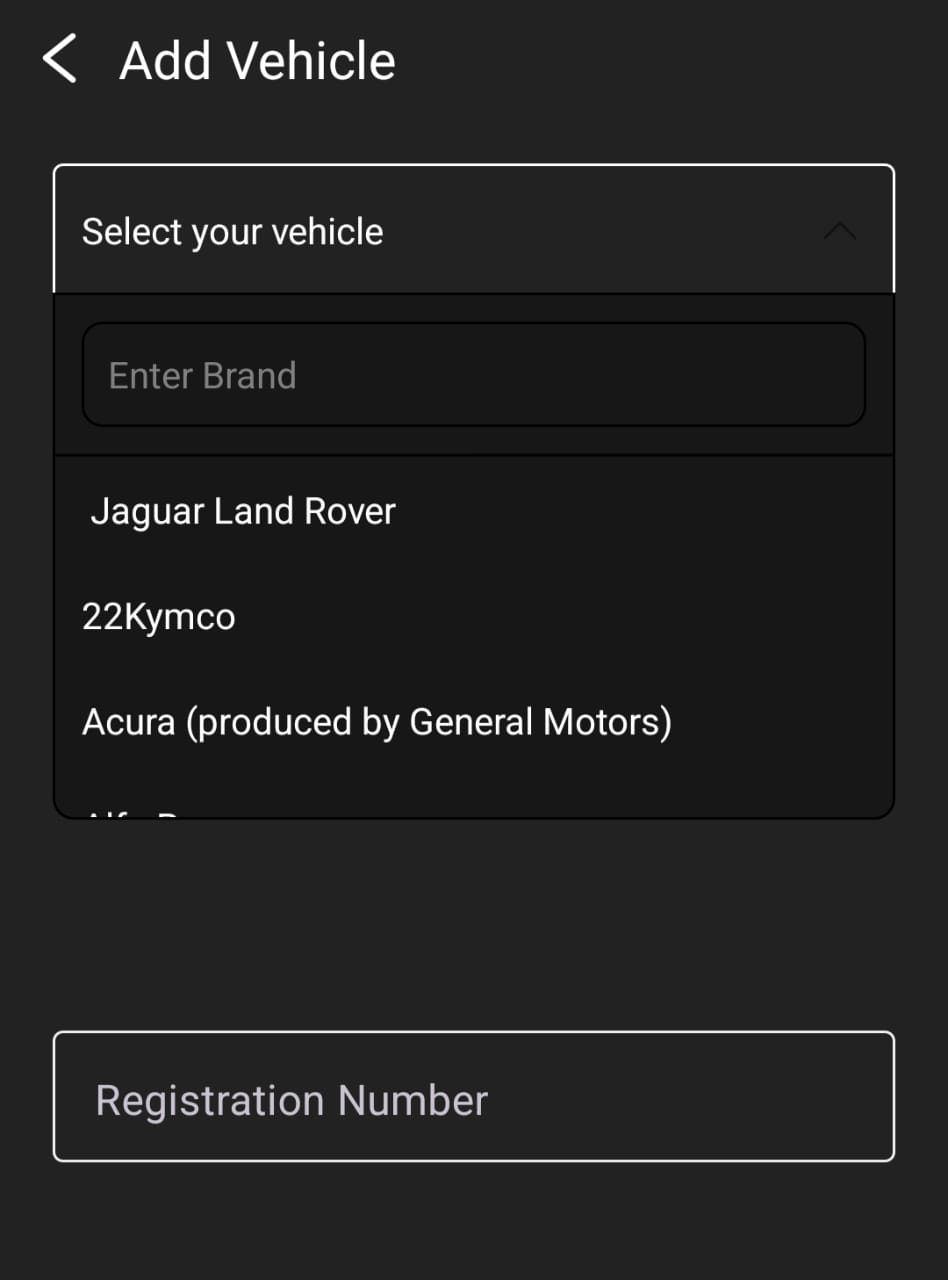 Add Vehicle
Select your vehicle
Enter Brand
Jaguar Land Rover
22Kymco
Acura (produced by General Motors)
Registration Number